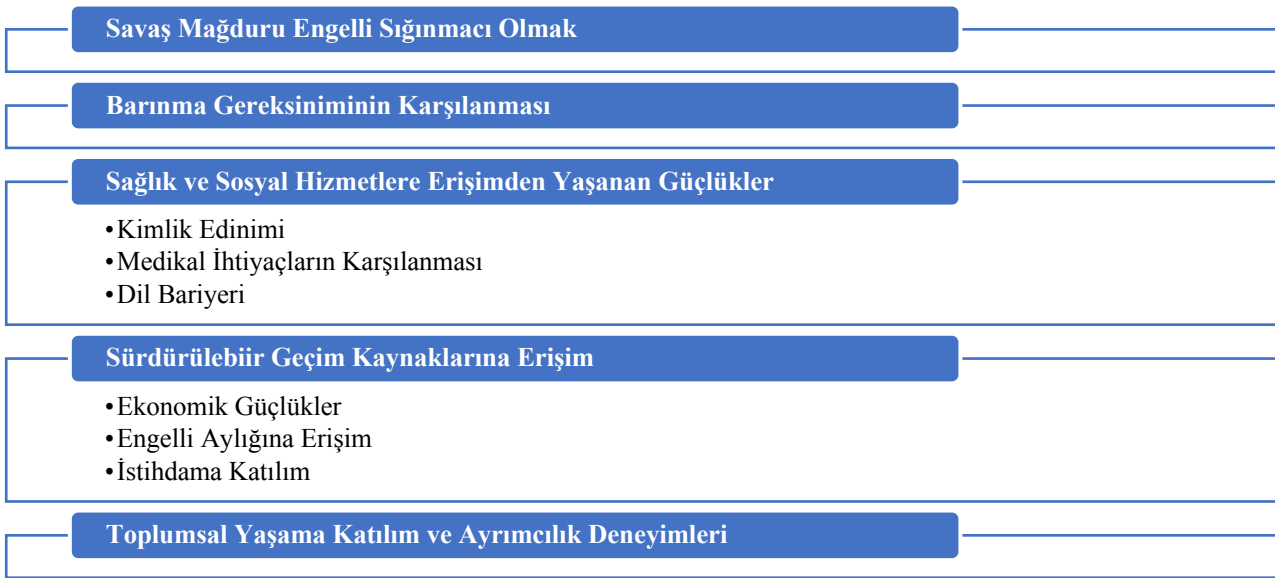 Savaş Mağduru Engelli Sığınmacı Olmak
Barınma Gereksiniminin Karşılanması
Sağlık ve Sosyal Hizmetlere Erişimden Yaşanan Güçlükler
•Kimlik Edinimi
•Medikal İhtiyaçların Karşılanması
•Dil Bariyeri
Sürdürülebiir Geçim Kaynaklarına Erişim
•Ekonomik Güçlükler
•Engelli Aylığına Erişim
•İstihdama Katılım
Toplumsal Yaşama Katılım ve Ayrımcılık Deneyimleri